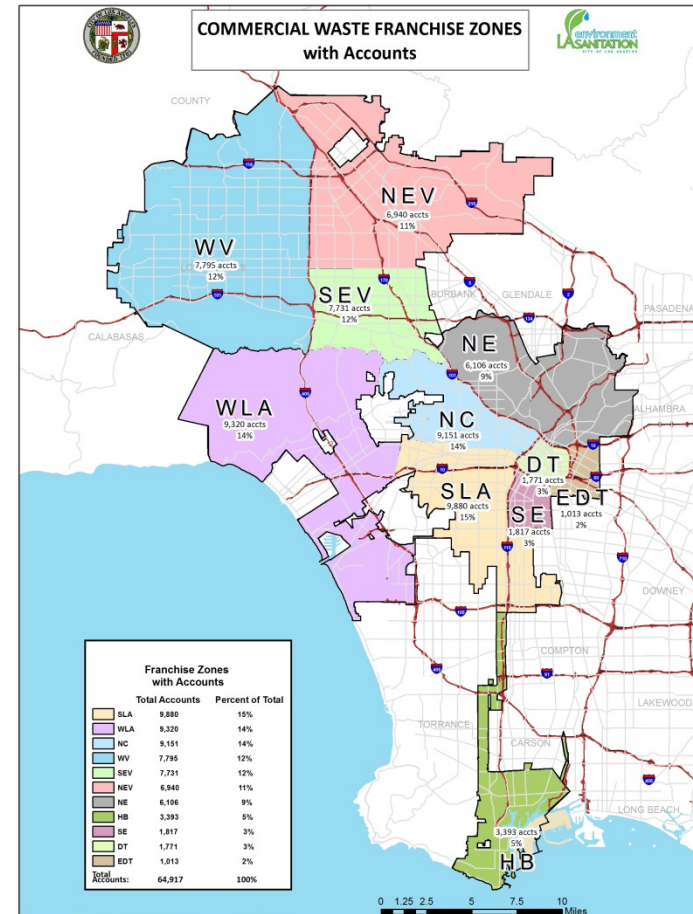 COMMERCIAL WASTE FRANCHISE ZONES
with Accounts
environment
LA SANITATION
CITY OF LOS ANGELES
COUNTY
NEV
6,940 accts
11%
WV
7,795 accts
12%
SEV
7,731 accts
12%
BURBANK
GLENDALE
PASADENA
CALABASAS
NE
6,106 accts
9%
ALHAMBRA
WLA
9,320 accts
14%
NC
9,151 accts
14%
DT
1,771 accts
3%
EDT
1,013 accts
2%
SLA
9,880 accts
15%
SE
1,817 accts
3%
DOWNEY
COMPTON
LAKEWOOD
TORRANCE
CARSON
LONG BEACH
3,393 accts
5%
HB
Franchise Zones
with Accounts
Total Accounts Percent of Total
SLA 9,880 15%
WLA 9,320 14%
NC 9,151 14%
WV 7,795 12%
SEV 7,731 12%
NEV 6,940 11%
NE 6,106 9%
HB 3,393 5%
SE 1,817 3%
DT 1,771 3%
EDT 1,013 2%
Total
Accounts: 64,917 100%
0 1.25 2.5 5 7.5 10
Miles